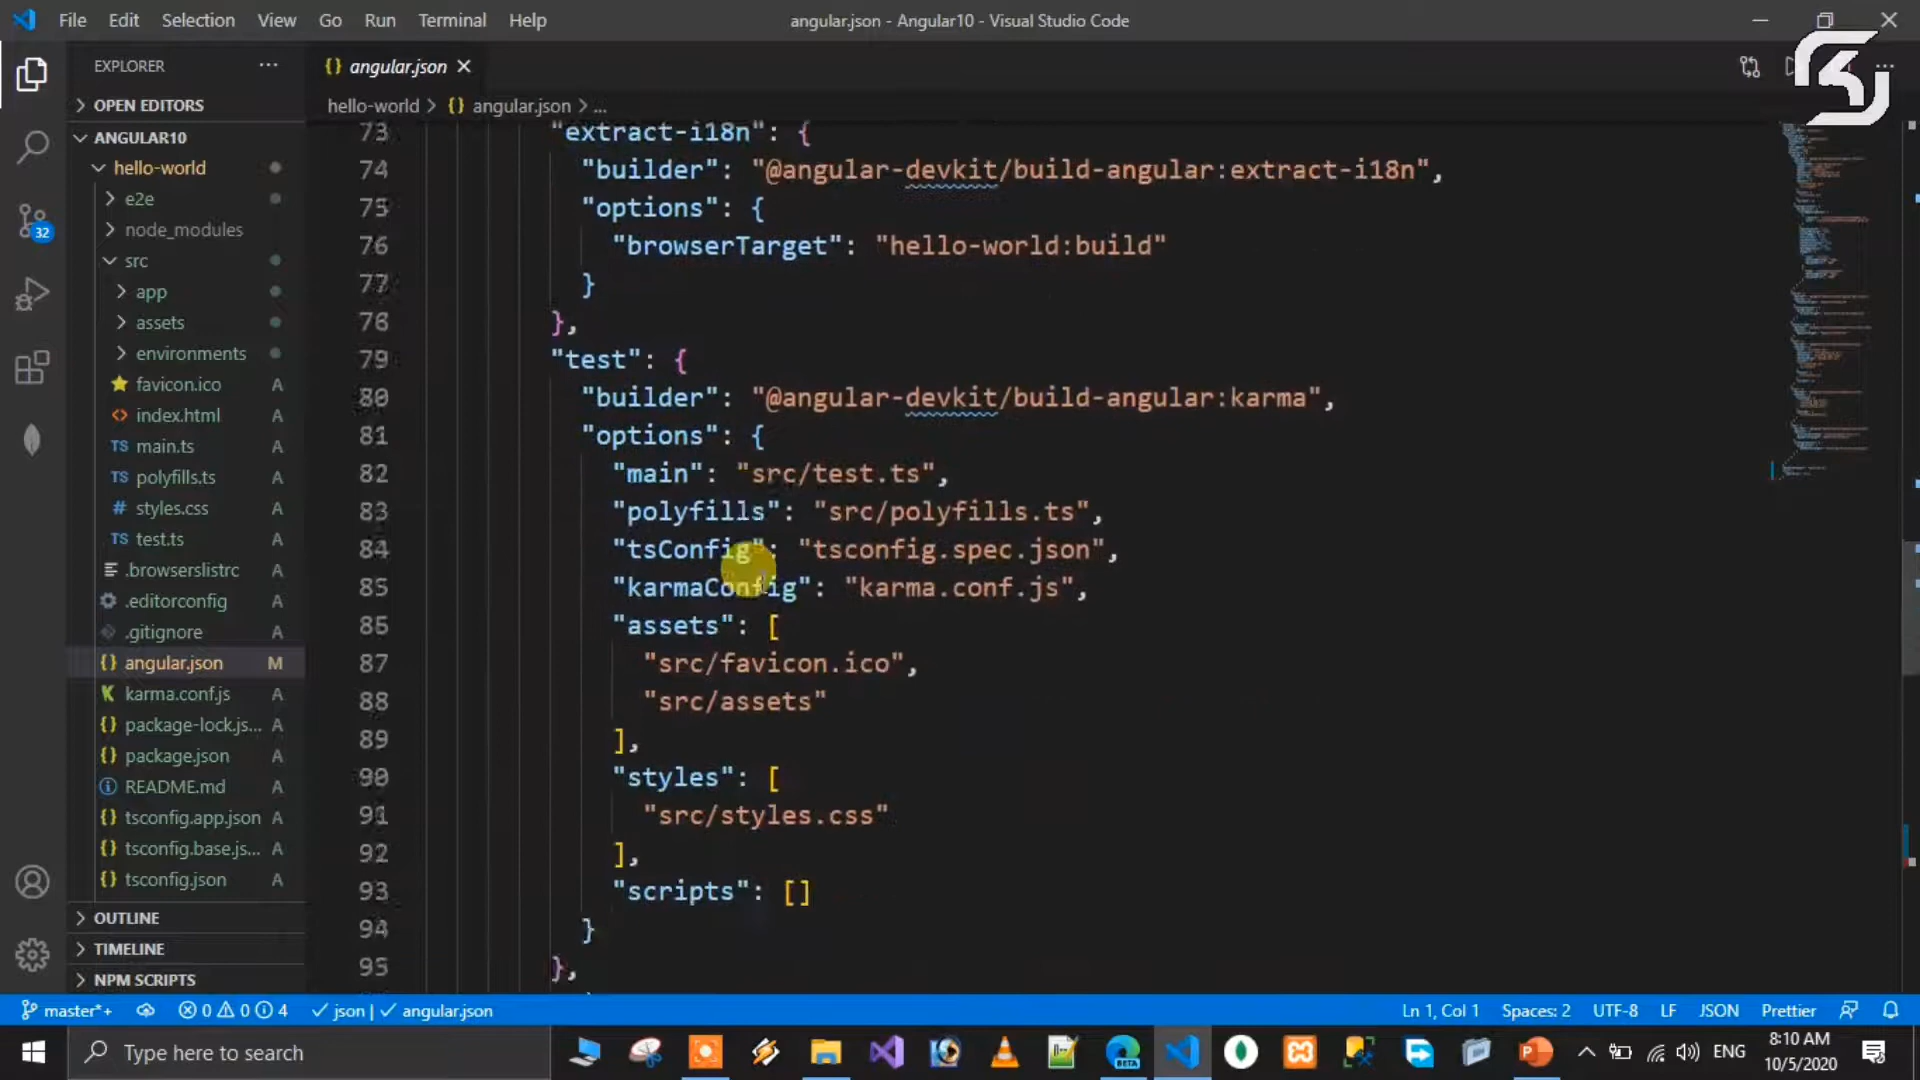 File Edit Selection View Go Run Terminal Help
angular.json - Angular10 - Visual Studio Code
EXPLORER
OPEN EDITORS
ANGULAR10
hello-world
e2e
node_modules
src
app
assets
environments
favicon.ico A
index.html A
main.ts A
polyfills.ts A
styles.css A
test.ts A
.browserslistrc A
.editorconfig A
.gitignore A
angular.json M
karma.conf.js A
package-lock.js... A
package.json A
README.md A
tsconfig.app.json A
tsconfig.base.js... A
tsconfig.json A
OUTLINE
TIMELINE
NPM SCRIPTS
32
angular.json
hello-world > {} angular.json > ...
73 "extract-i18n": {
74 "builder": "@angular-devkit/build-angular:extract-i18n",
75 "options": {
76 "browserTarget": "hello-world:build"
77 }
78 },
79 "test": {
80 "builder": "@angular-devkit/build-angular:karma",
81 "options": {
82 "main": "src/test.ts",
83 "polyfills": "src/polyfills.ts",
84 "tsConfig": "tsconfig.spec.json",
85 "karmaConfig": "karma.conf.js",
86 "assets": [
87 "src/favicon.ico",
88 "src/assets"
89 ],
90 "styles": [
91 "src/styles.css"
92 ],
93 "scripts": []
94 }
95 },
master*+ 0 0 4 json | angular.json Ln 1, Col 1 Spaces: 2 UTF-8 LF JSON Prettier
Type here to search
BETA
ENG
8:10 AM
10/5/2020